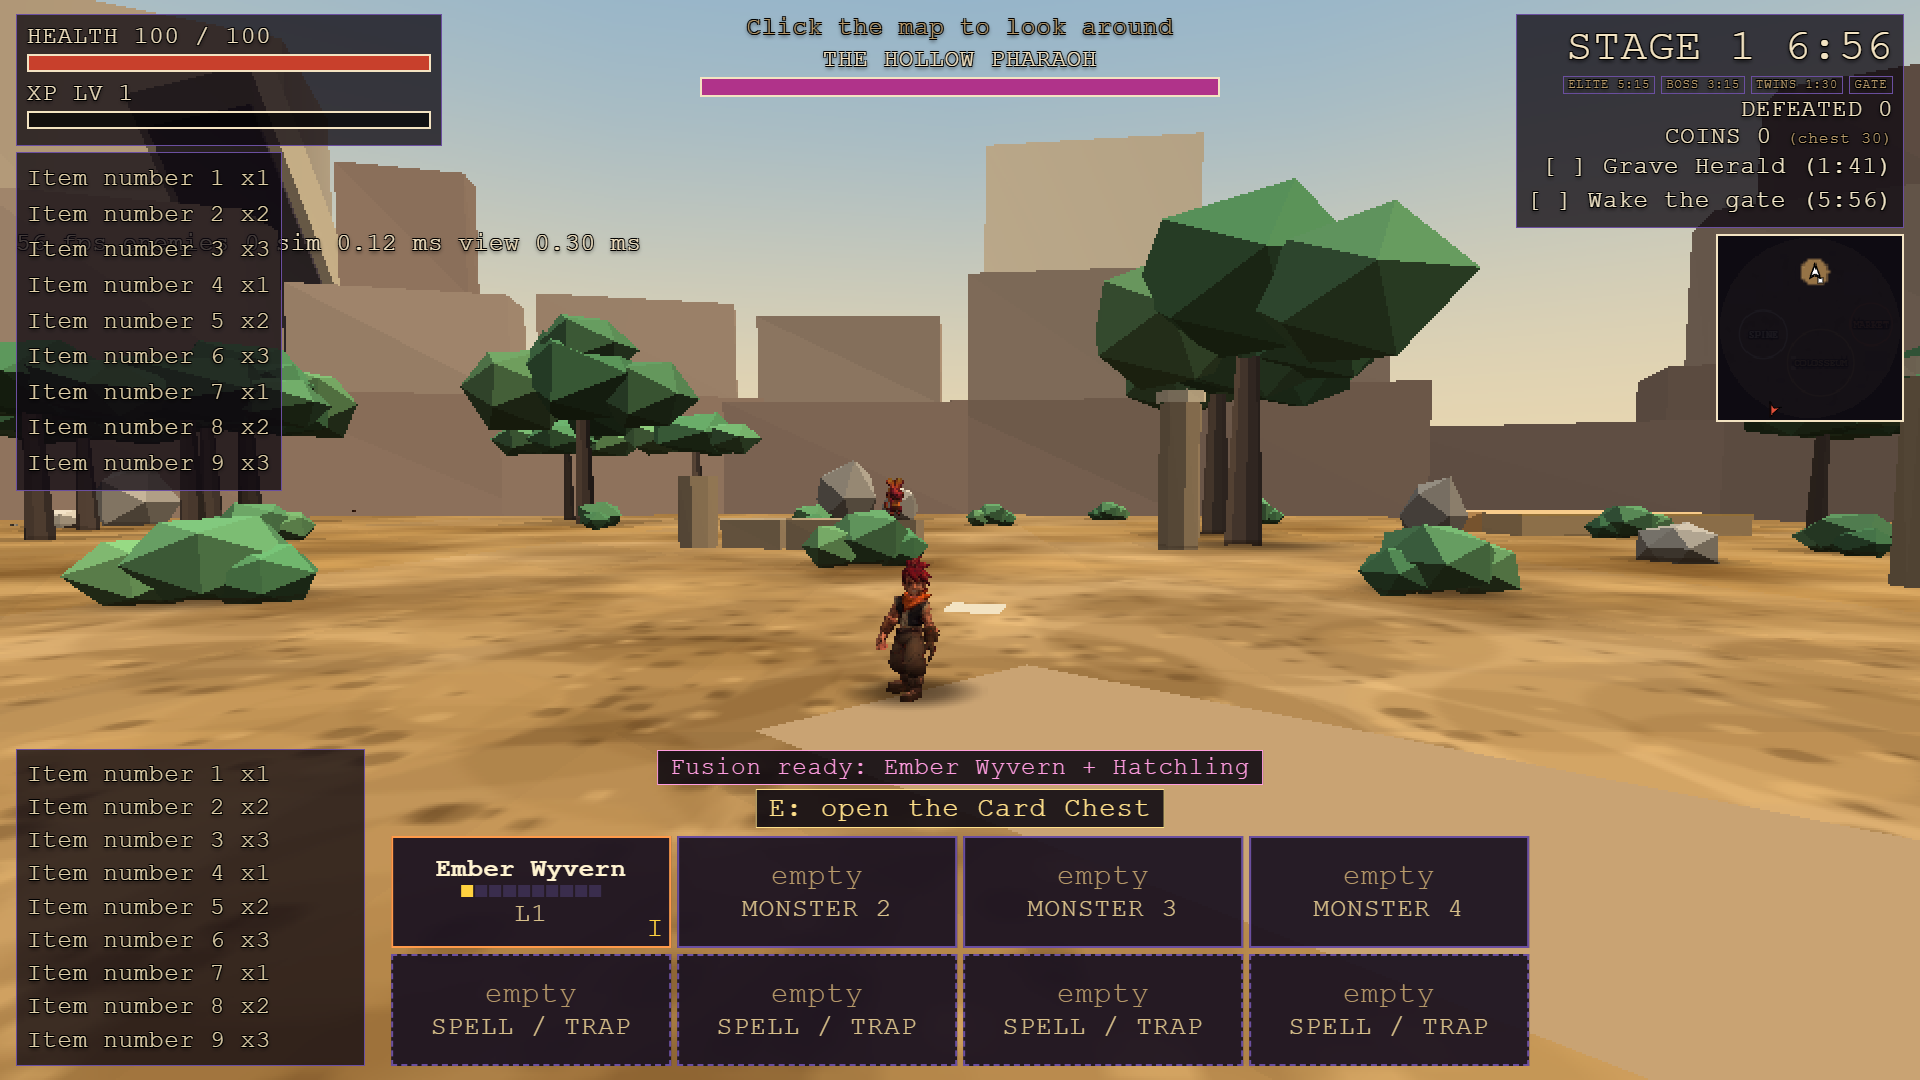 HEALTH 100 / 100
XP LV 1
Item number 1 x1
Item number 2 x2
Item number 3 x3
Item number 4 x1
Item number 5 x2
Item number 6 x3
Item number 7 x1
Item number 8 x2
Item number 9 x3
fps enemies 0 sim 0.12 ms view 0.30 ms
Click the map to look around
THE HOLLOW PHARAOH
STAGE 1 6:56
ELITE 5:15 BOSS 3:15 TWINS 1:30 GATE
DEFEATED 0
COINS 0 (chest 30)
[ ] Grave Herald (1:41)
[ ] Wake the gate (5:56)
Item number 1 x1
Item number 2 x2
Item number 3 x3
Item number 4 x1
Item number 5 x2
Item number 6 x3
Item number 7 x1
Item number 8 x2
Item number 9 x3
Fusion ready: Ember Wyvern + Hatchling
E: open the Card Chest
Ember Wyvern
L1
I
empty
MONSTER 2
empty
MONSTER 3
empty
MONSTER 4
empty
SPELL / TRAP
empty
SPELL / TRAP
empty
SPELL / TRAP
empty
SPELL / TRAP